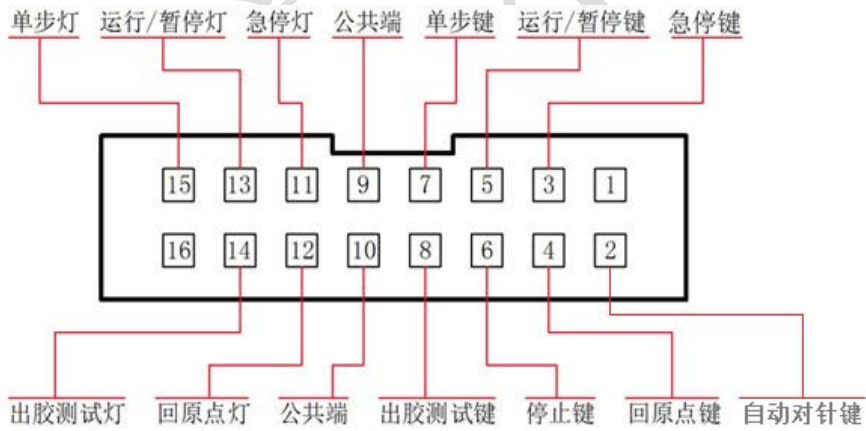 单步灯 运行/暂停灯 急停灯 公共端 单步键 运行/暂停键 急停键
15 13 11 9 7 5 3 1
16 14 12 10 8 6 4 2
出胶测试灯 回原点灯 公共端 出胶测试键 停止键 回原点键 自动对针键